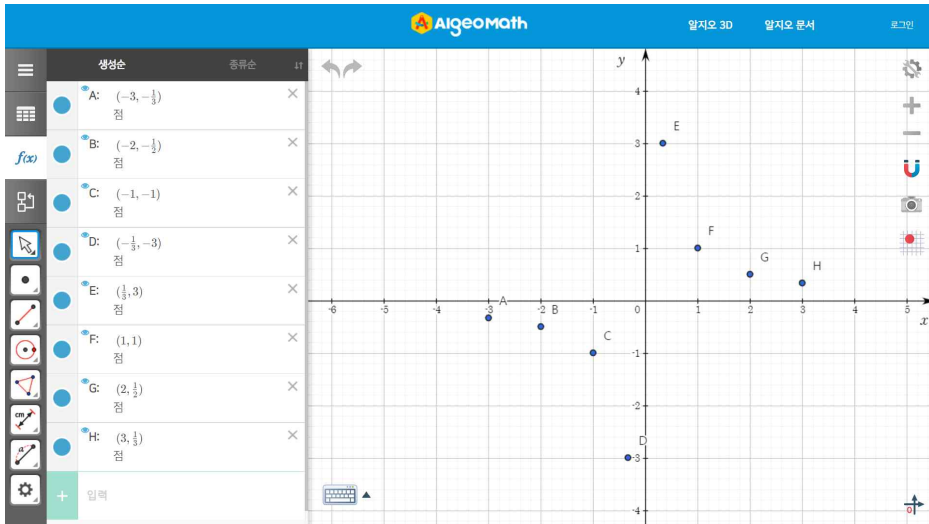 AlgeoMath
알지오 3D 알지오 문서 로그인
생성순 종류순
A: (−3, −1/3)
점
B: (−2, −1/2)
점
C: (−1, −1)
점
D: (−1/3, −3)
점
E: (1/3, 3)
점
F: (1, 1)
점
G: (2, 1/2)
점
H: (3, 1/3)
점
+ 입력
f(x)
cm
α
y
4
E
3
2
F
1
G
H
A
-6 -5 -4 -3 -2 B -1 0 1 2 3 4 5
x
C
-1
-2
D
-3
-4
0